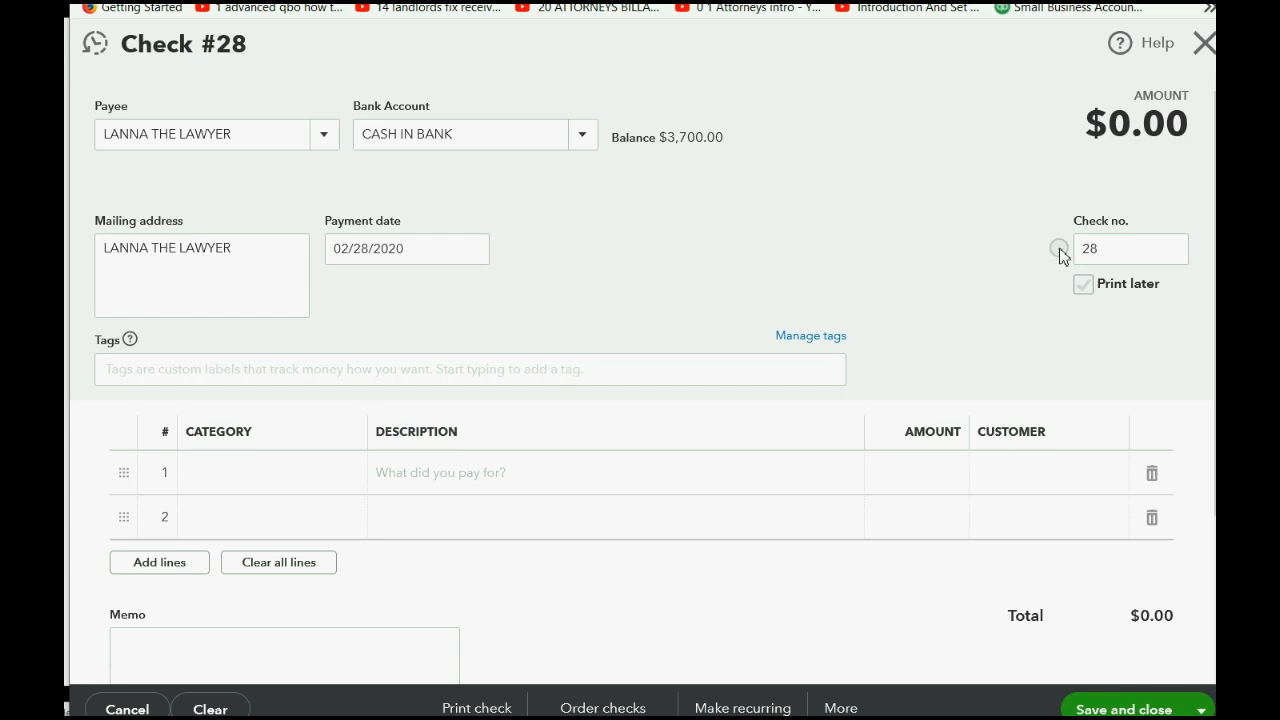 Getting Started 1 advanced qbo how t... 14 landlords fix receiv... 20 ATTORNEYS BILLA... 0 1 Attorneys intro - Y... Introduction And Set ... Small Business Accoun...
Check #28
Help
Payee
Bank Account
AMOUNT
LANNA THE LAWYER
CASH IN BANK
Balance $3,700.00
$0.00
Mailing address
Payment date
Check no.
LANNA THE LAWYER
02/28/2020
28
Print later
Tags
Manage tags
Tags are custom labels that track money how you want. Start typing to add a tag.
# CATEGORY DESCRIPTION AMOUNT CUSTOMER
1 What did you pay for?
2
Add lines Clear all lines
Memo
Total $0.00
Cancel Clear Print check Order checks Make recurring More Save and close